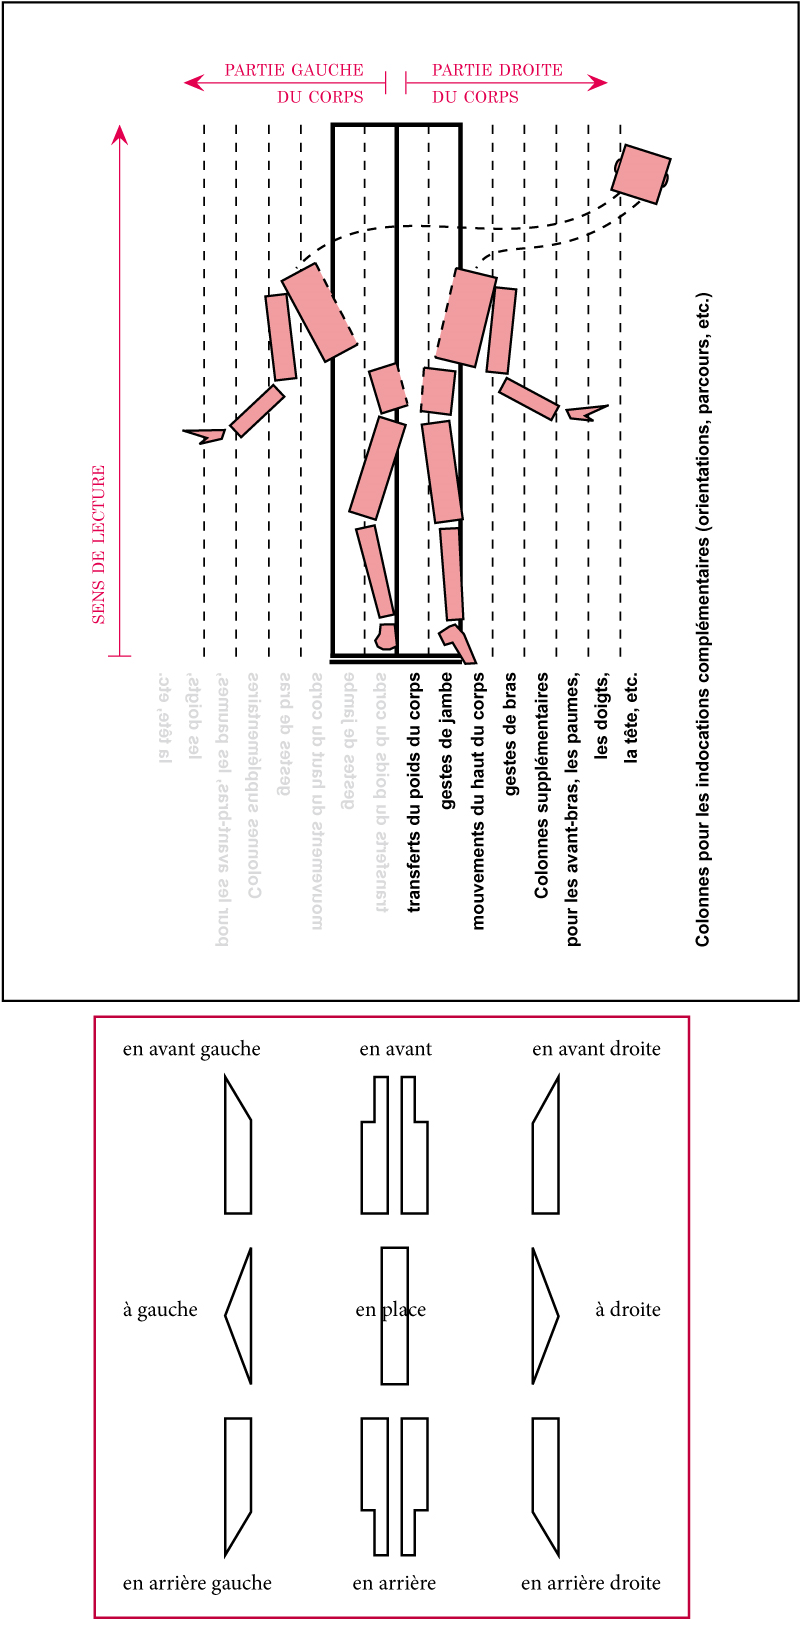 PARTIE GAUCHE
DU CORPS
PARTIE DROITE
DU CORPS
SENS DE LECTURE
la tête, etc.
les doigts,
pour les avant-bras, les paumes,
Colonnes supplémentaires
gestes de bras
mouvements du haut du corps
gestes de jambe
transferts du poids du corps
transferts du poids du corps
gestes de jambe
mouvements du haut du corps
gestes de bras
Colonnes supplémentaires
pour les avant-bras, les paumes,
les doigts,
la tête, etc.
Colonnes pour les indocations complémentaires (orientations, parcours, etc.)
en avant gauche
en avant
en avant droite
à gauche
en place
à droite
en arrière gauche
en arrière
en arrière droite